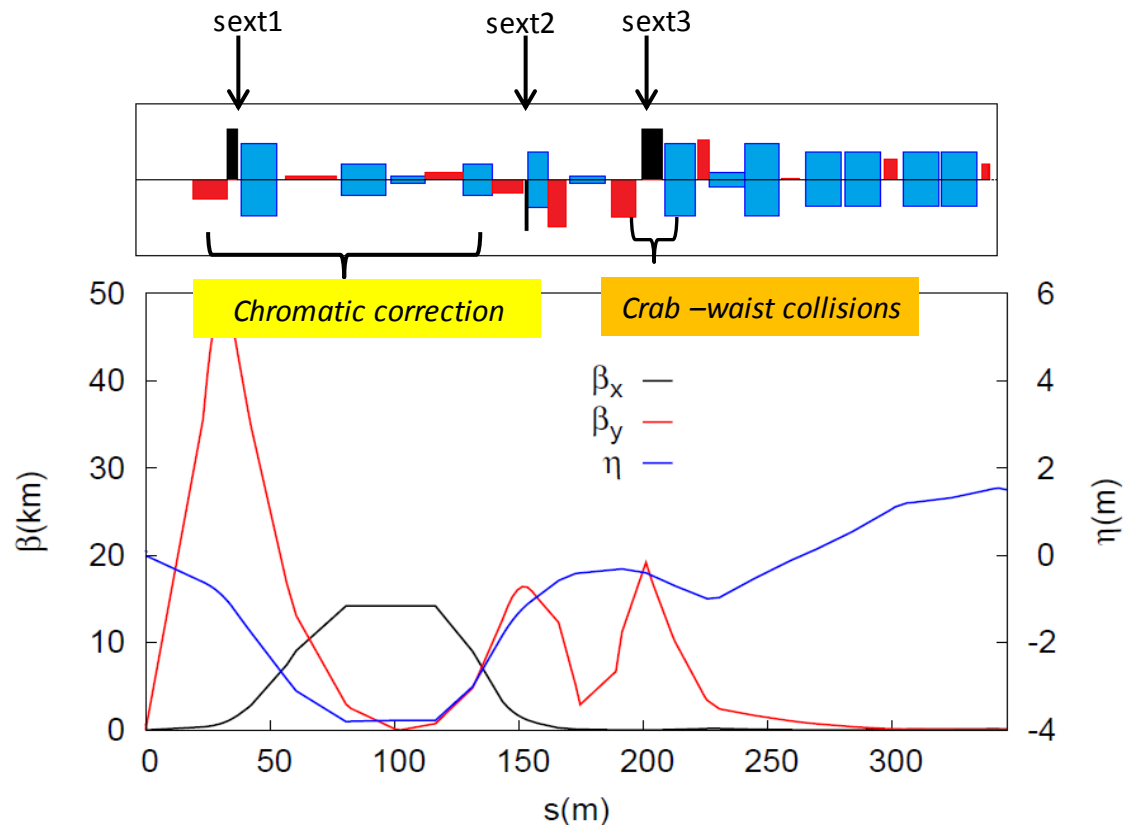 sext1 sext2 sext3
Chromatic correction
Crab –waist collisions
50 6
40 4
30 2
20 0
10 -2
0 -4
βx
βy
η
β(km)
η(m)
0 50 100 150 200 250 300
s(m)